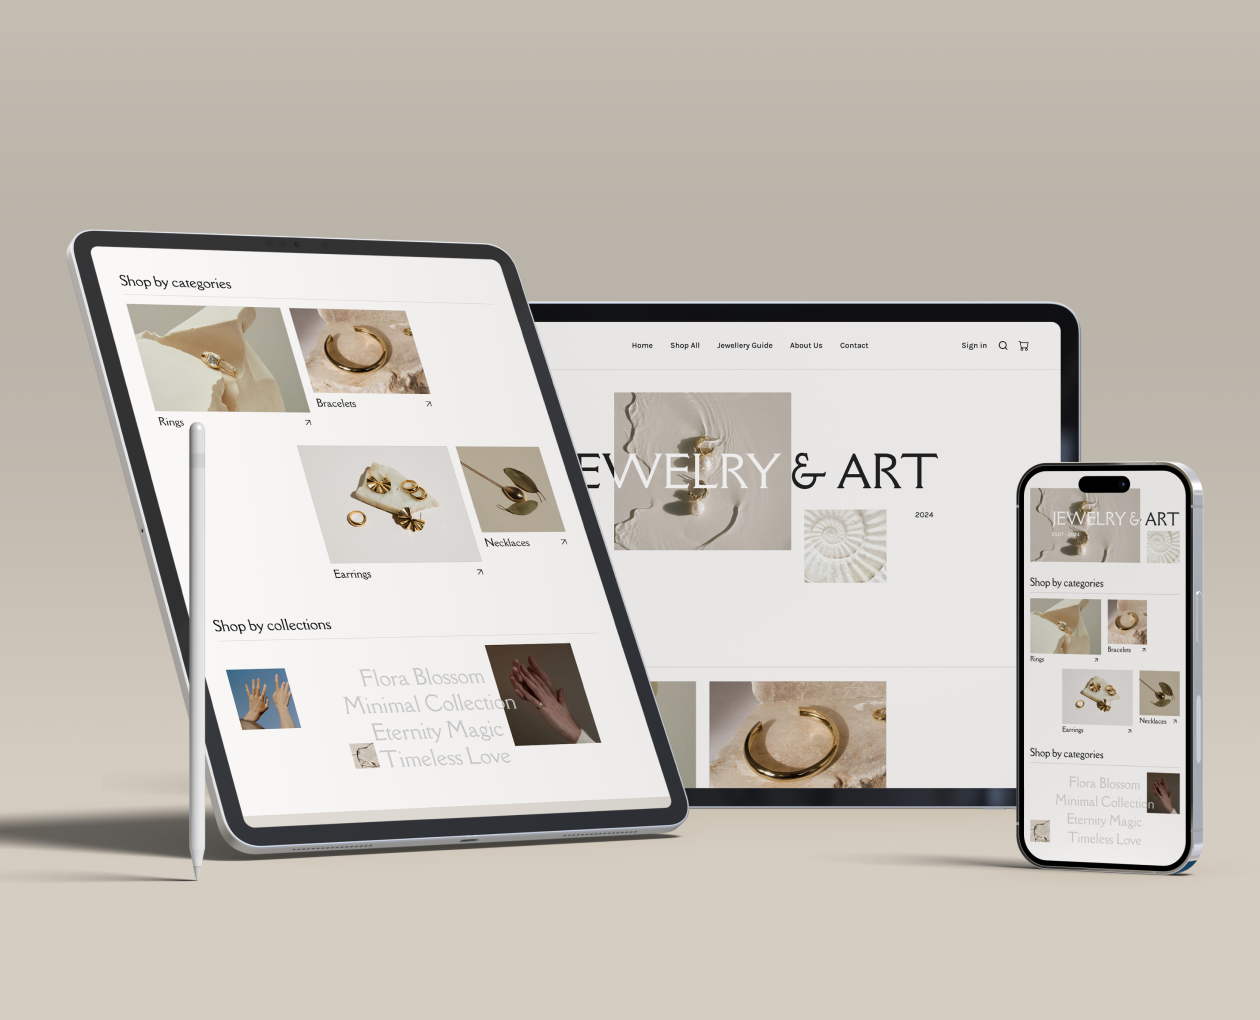 Shop by categories
Rings
Bracelets
Earrings
Necklaces
Shop by collections
Flora Blossom
Minimal Collection
Eternity Magic
Timeless Love
Home Shop All Jewellery Guide About Us Contact Sign in
EWELRY & ART
2024
JEWELRY & ART
Shop by categories
Rings
Bracelets
Earrings
Necklaces
Shop by categories
Flora Blossom
Minimal Collection
Eternity Magic
Timeless Love